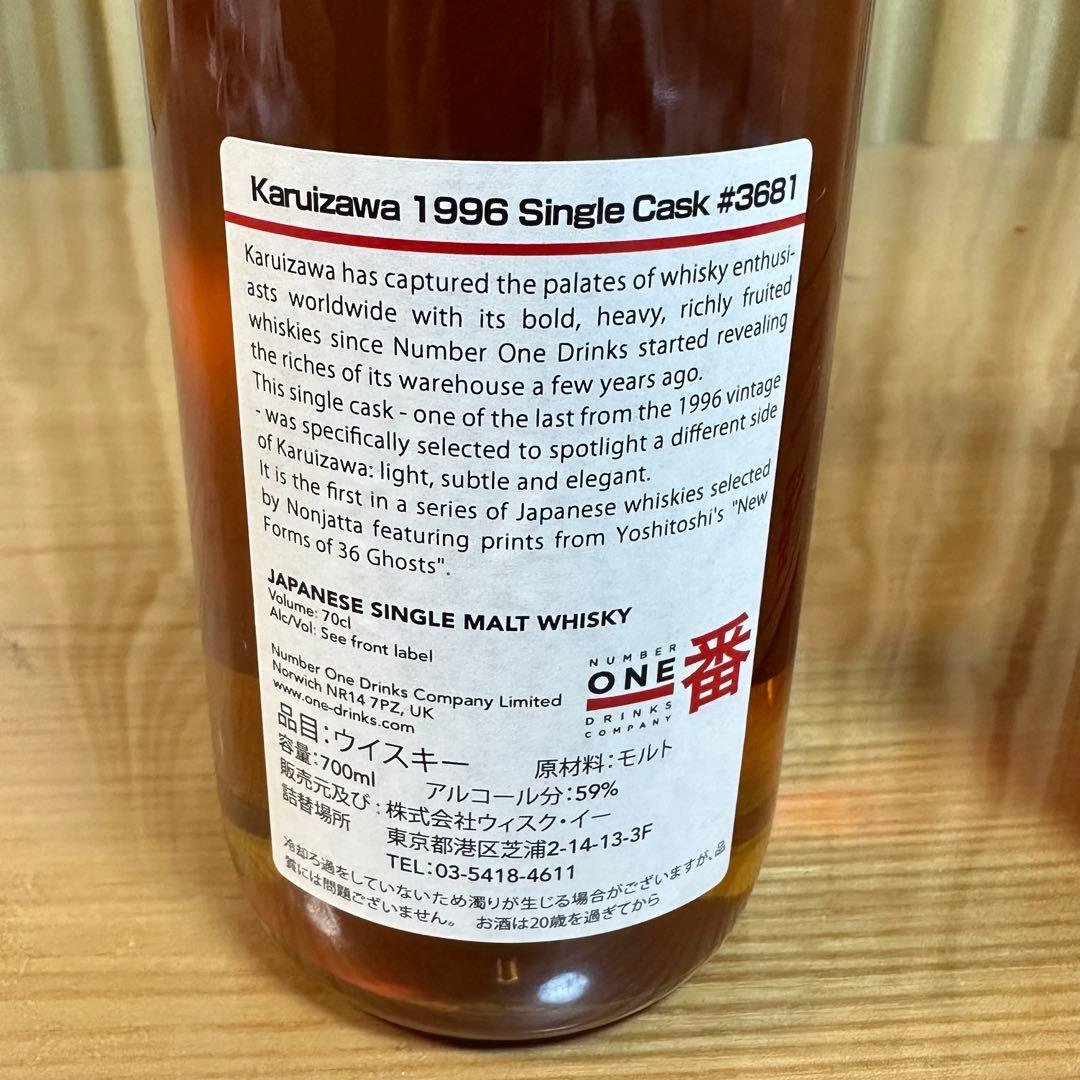 Karuizawa 1996 Single Cask #3681
Karuizawa has captured the palates of whisky enthusi-
asts worldwide with its bold, heavy, richly fruited
whiskies since Number One Drinks started revealing
the riches of its warehouse a few years ago.
This single cask - one of the last from the 1996 vintage
- was specifically selected to spotlight a different side
of Karuizawa: light, subtle and elegant.
It is the first in a series of Japanese whiskies selected
by Nonjatta featuring prints from Yoshitoshi's "New
Forms of 36 Ghosts".
JAPANESE SINGLE MALT WHISKY
Volume: 70cl
Alc/Vol: See front label
Number One Drinks Company Limited
Norwich NR14 7PZ, UK
www.one-drinks.com
NUMBER
ONE
DRINKS
COMPANY
番
品目：ウイスキー 原材料：モルト
容量：700ml アルコール分：59%
販売元及び：株式会社ウィスク・イー
詰替場所 東京都港区芝浦2-14-13-3F
TEL：03-5418-4611
冷却ろ過をしていないため濁りが生じる場合がございますが、品
質には問題ございません。 お酒は20歳を過ぎてから